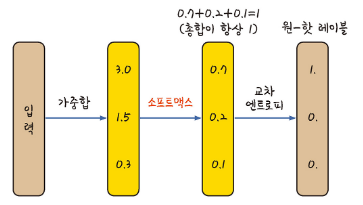 0.7+0.2+0.1=1
(총합이 항상 1)
원-핫 레이블
입력
가중합
3.0
1.5
0.3
소프트맥스
0.7
0.2
0.1
교차
엔트로피
1.
0.
0.